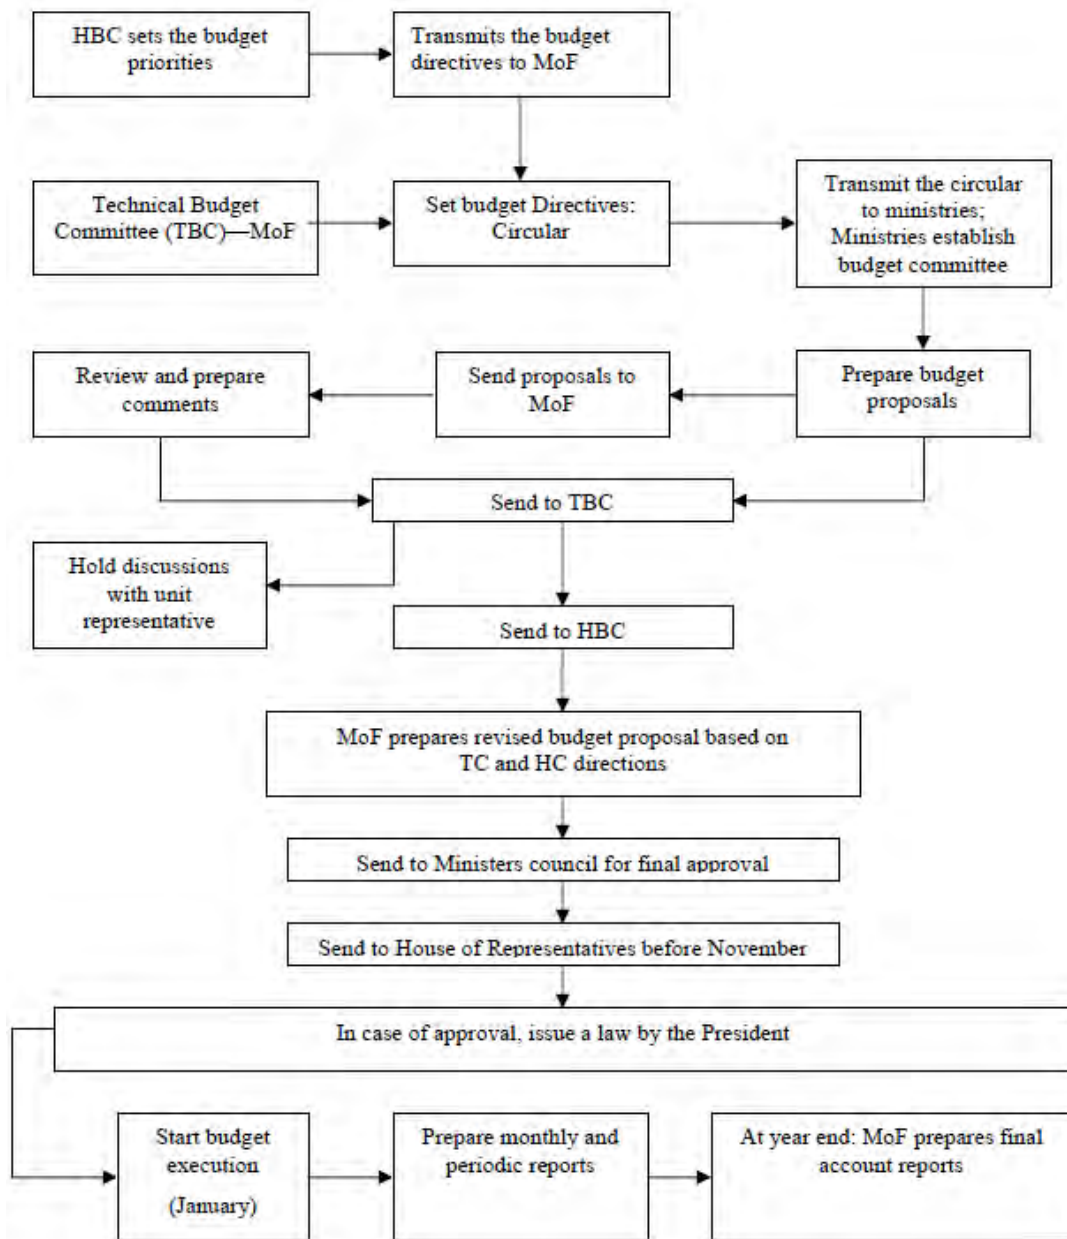 HBC sets the budget
priorities
Transmits the budget
directives to MoF
Technical Budget
Committee (TBC)—MoF
Set budget Directives:
Circular
Transmit the circular
to ministries;
Ministries establish
budget committee
Review and prepare
comments
Send proposals to
MoF
Prepare budget
proposals
Send to TBC
Hold discussions
with unit
representative
Send to HBC
MoF prepares revised budget proposal based on
TC and HC directions
Send to Ministers council for final approval
Send to House of Representatives before November
In case of approval, issue a law by the President
Start budget
execution
(January)
Prepare monthly and
periodic reports
At year end: MoF prepares final
account reports